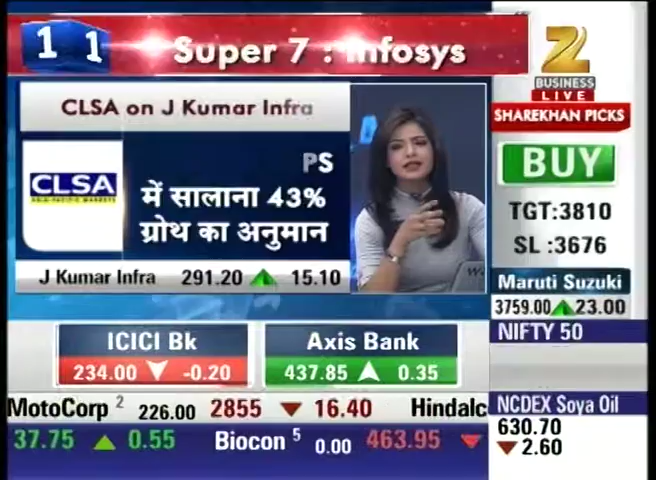 1 1
Super 7 : Infosys
CLSA on J Kumar Infra
CLSA
ASIA-PACIFIC MARKETS
PS
में सालाना 43%
ग्रोथ का अनुमान
J Kumar Infra 291.20 15.10
Z
BUSINESS
LIVE
SHAREKHAN PICKS
BUY
TGT:3810
SL :3676
Maruti Suzuki
3759.00 23.00
NIFTY 50
ICICI Bk
234.00 -0.20
Axis Bank
437.85 0.35
MotoCorp 2 226.00 2855 16.40 Hindalc
37.75 0.55 Biocon 5 0.00 463.95
NCDEX Soya Oil
630.70
2.60